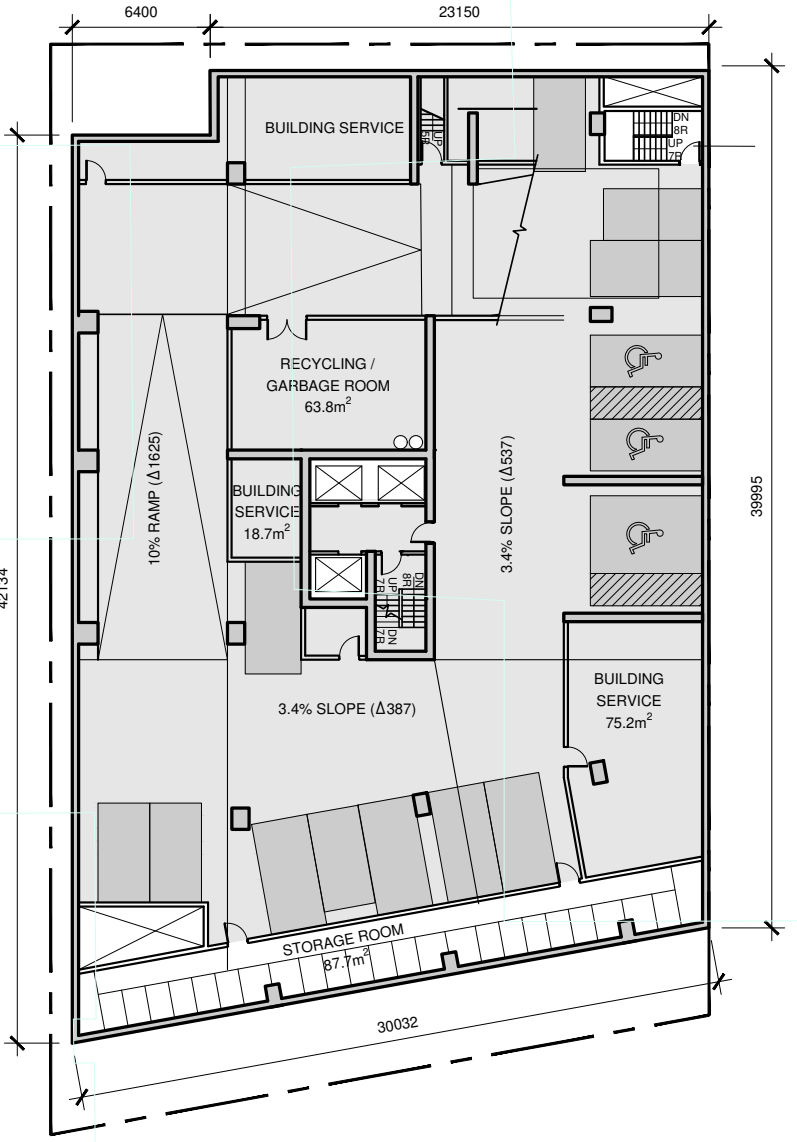 6400
23150
BUILDING SERVICE
UP
5R
DN
8R
UP
7R
RECYCLING /
GARBAGE ROOM
63.8m²
10% RAMP (Δ1625)
3.4% SLOPE (Δ537)
39995
BUILDING
SERVICE
18.7m²
42134
DN
8R
UP
7R
DN
7R
BUILDING
SERVICE
75.2m²
3.4% SLOPE (Δ387)
STORAGE ROOM
87.7m²
30032